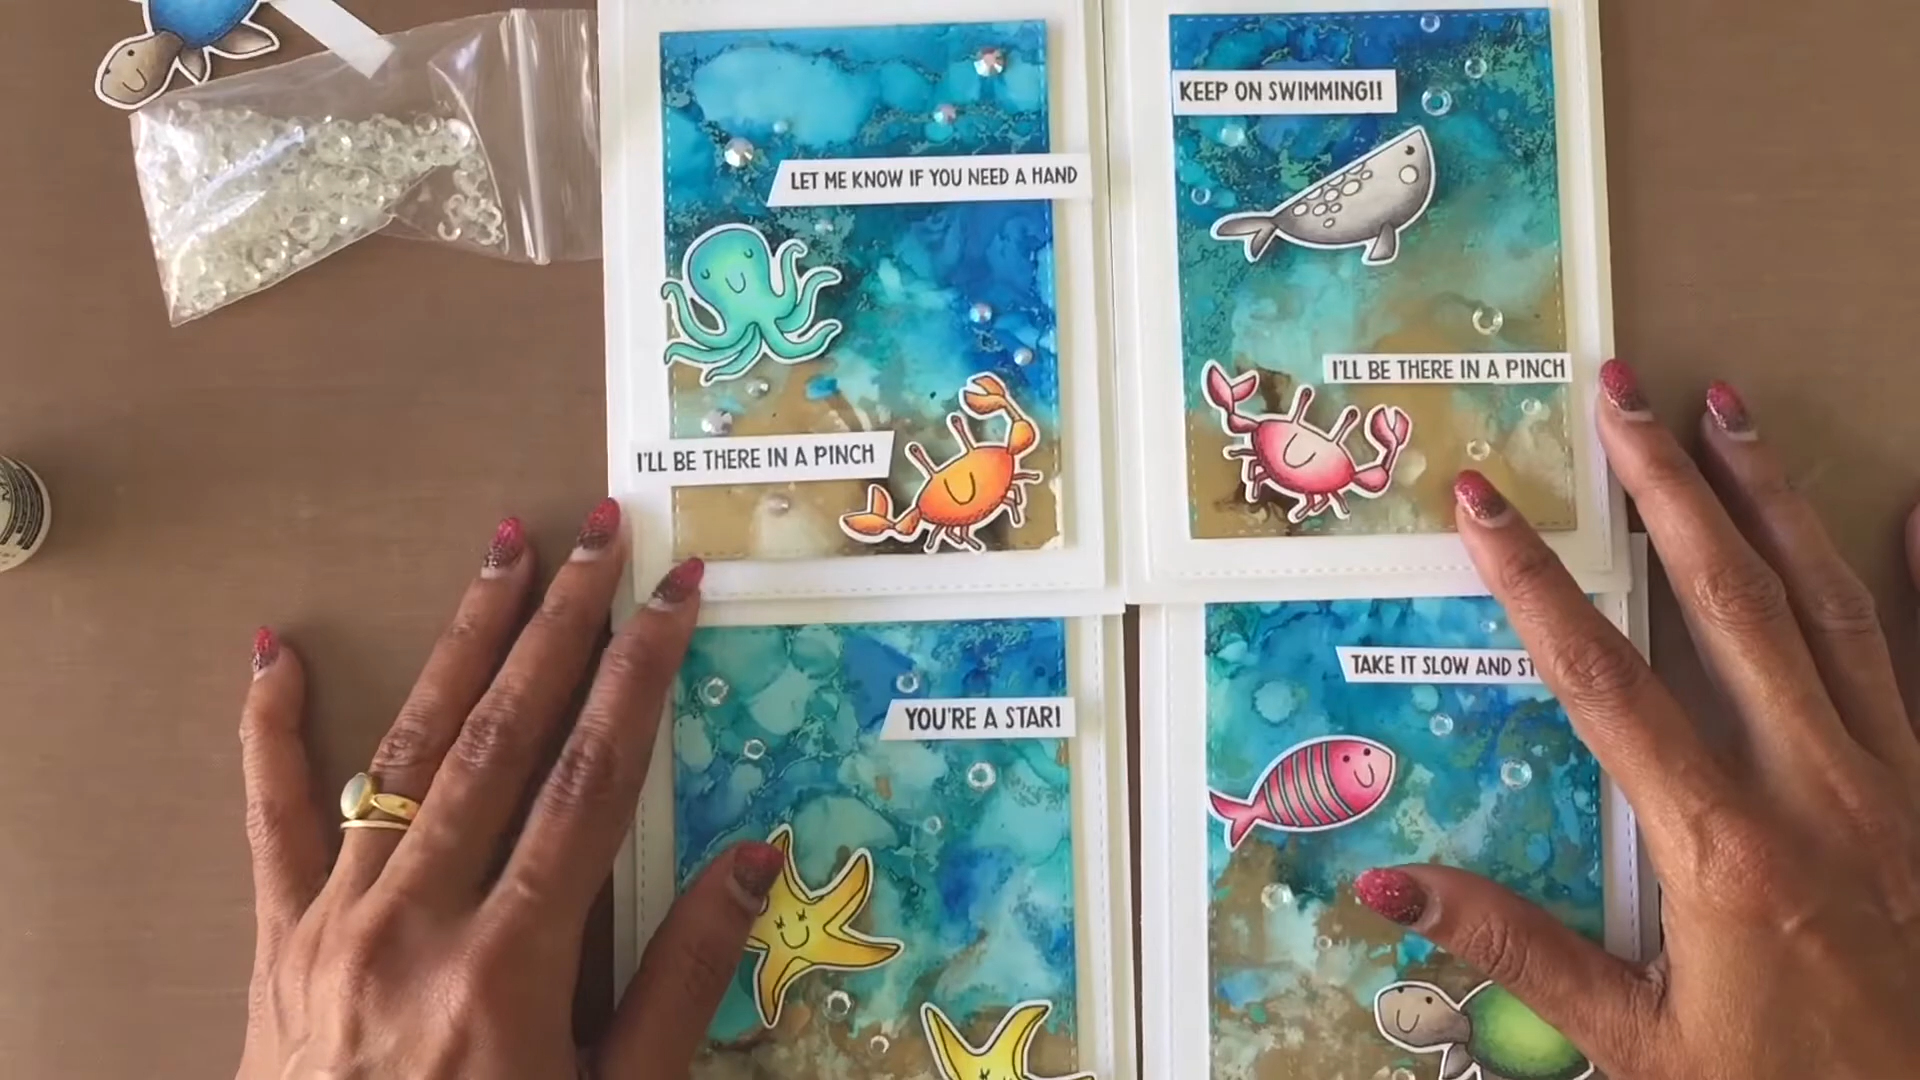 KEEP ON SWIMMING!!
LET ME KNOW IF YOU NEED A HAND
I'LL BE THERE IN A PINCH
I'LL BE THERE IN A PINCH
TAKE IT SLOW AND
YOU'RE A STAR!